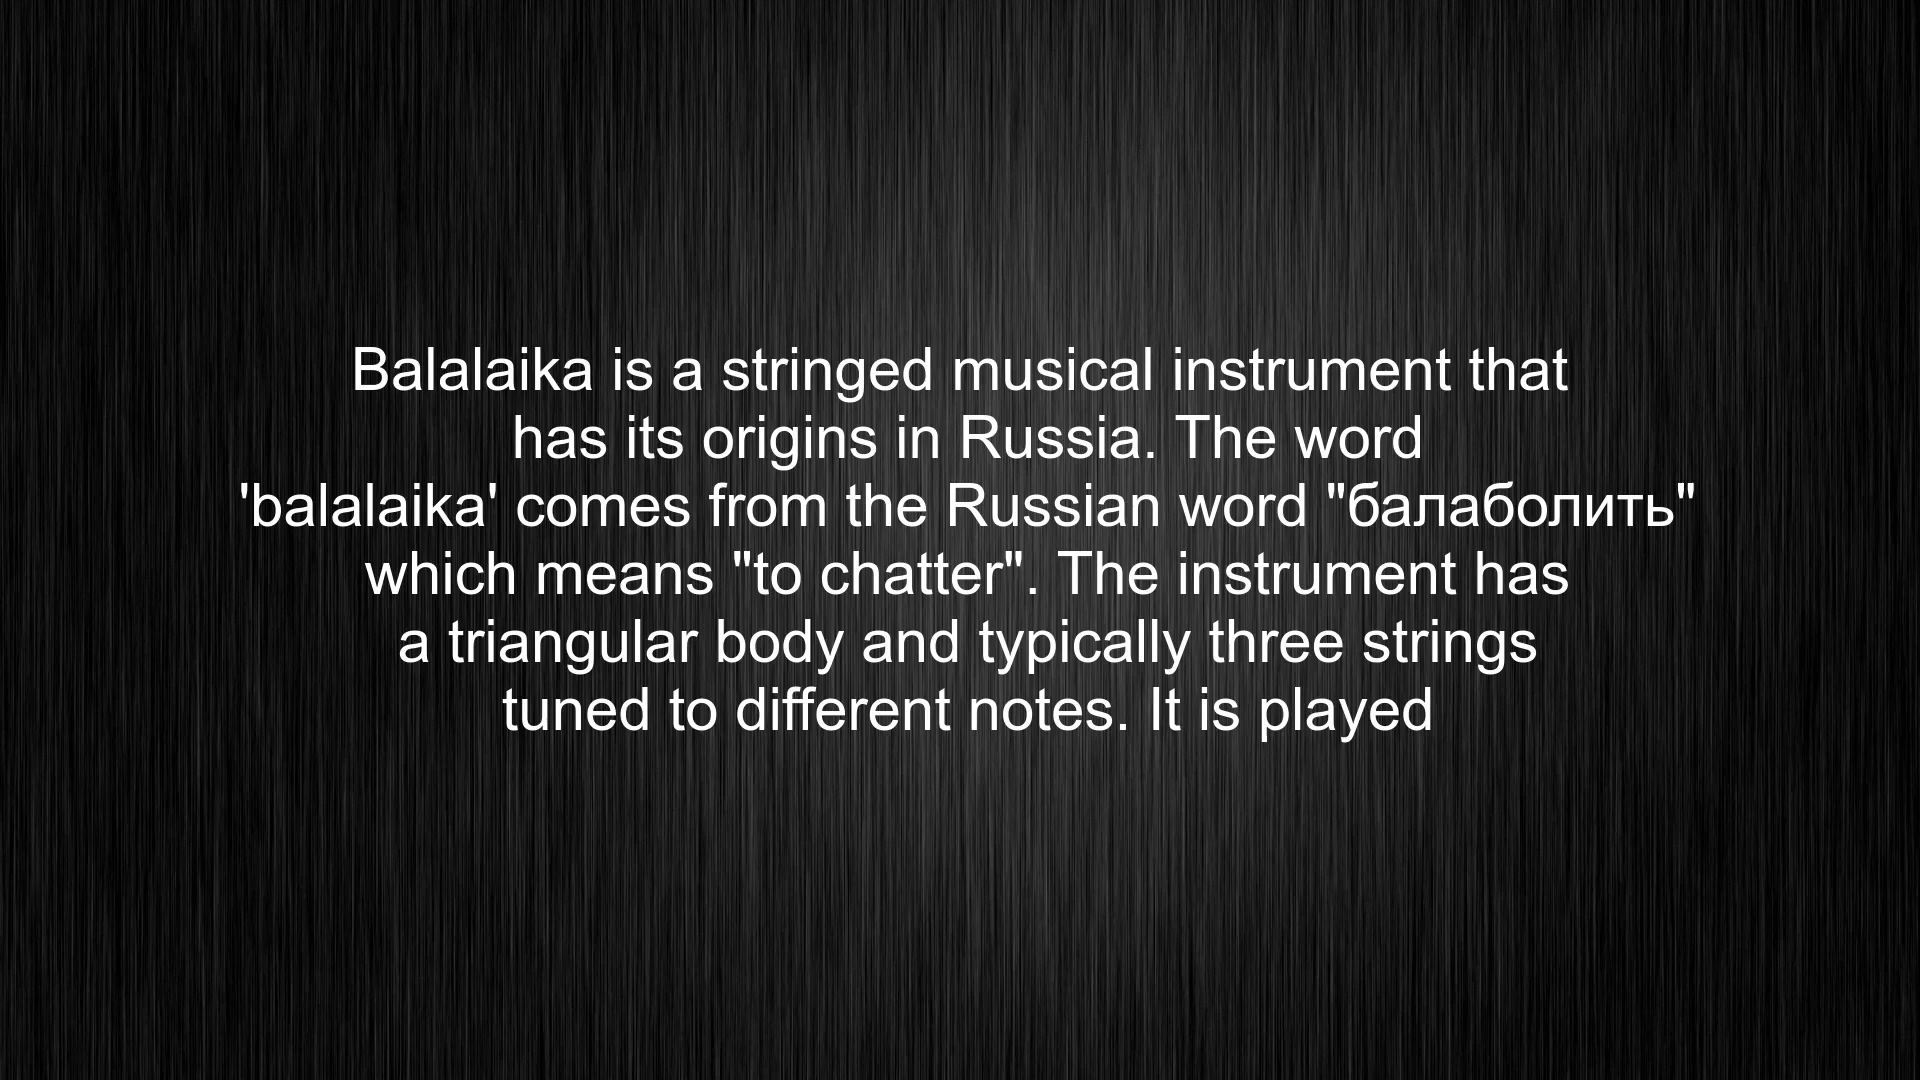 Balalaika is a stringed musical instrument that
has its origins in Russia. The word
'balalaika' comes from the Russian word "балаболить"
which means "to chatter". The instrument has
a triangular body and typically three strings
tuned to different notes. It is played